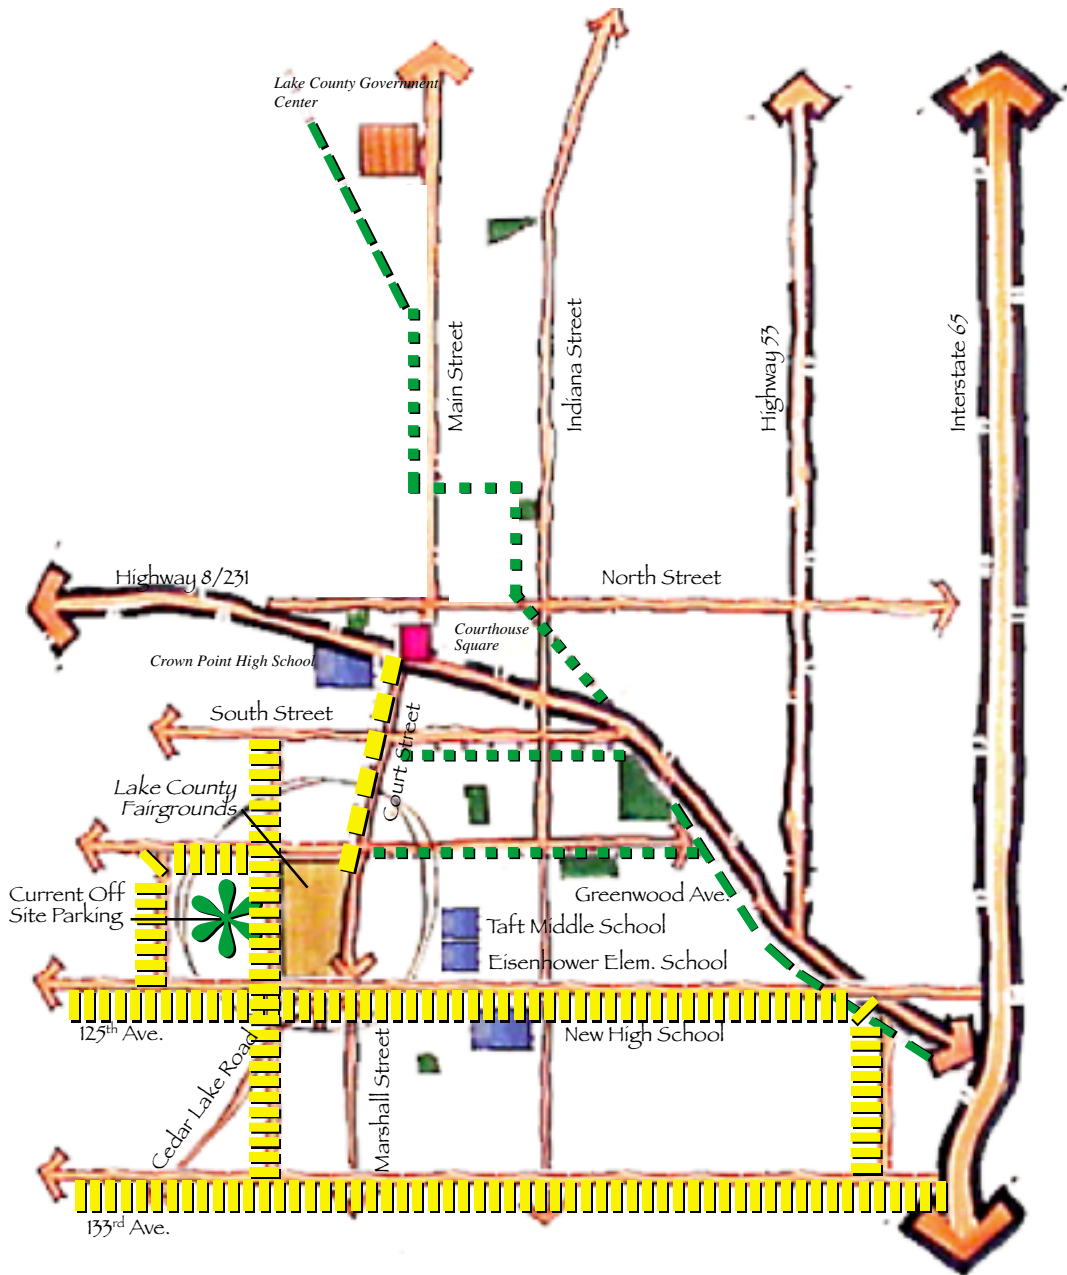 Lake County Government
Center
Main Street
Indiana Street
Highway 53
Interstate 65
Highway 8/231
North Street
Courthouse
Square
Crown Point High School
South Street
Court Street
Lake County
Fairgrounds
Current Off
Site Parking
Greenwood Ave.
Taft Middle School
Eisenhower Elem. School
125th Ave.
New High School
Cedar Lake Road
Marshall Street
133rd Ave.